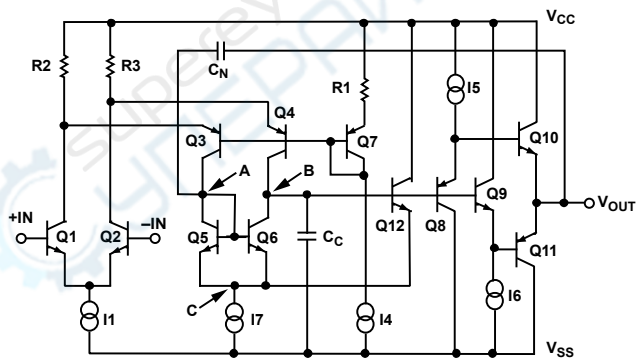 VCC
R2
R3
CN
R1
I5
Q4
Q3
Q7
Q10
A
B
Q9
VOUT
+IN
Q1
Q2
–IN
Q5
Q6
CC
Q12
Q8
Q11
C
I1
I7
I4
I6
VSS